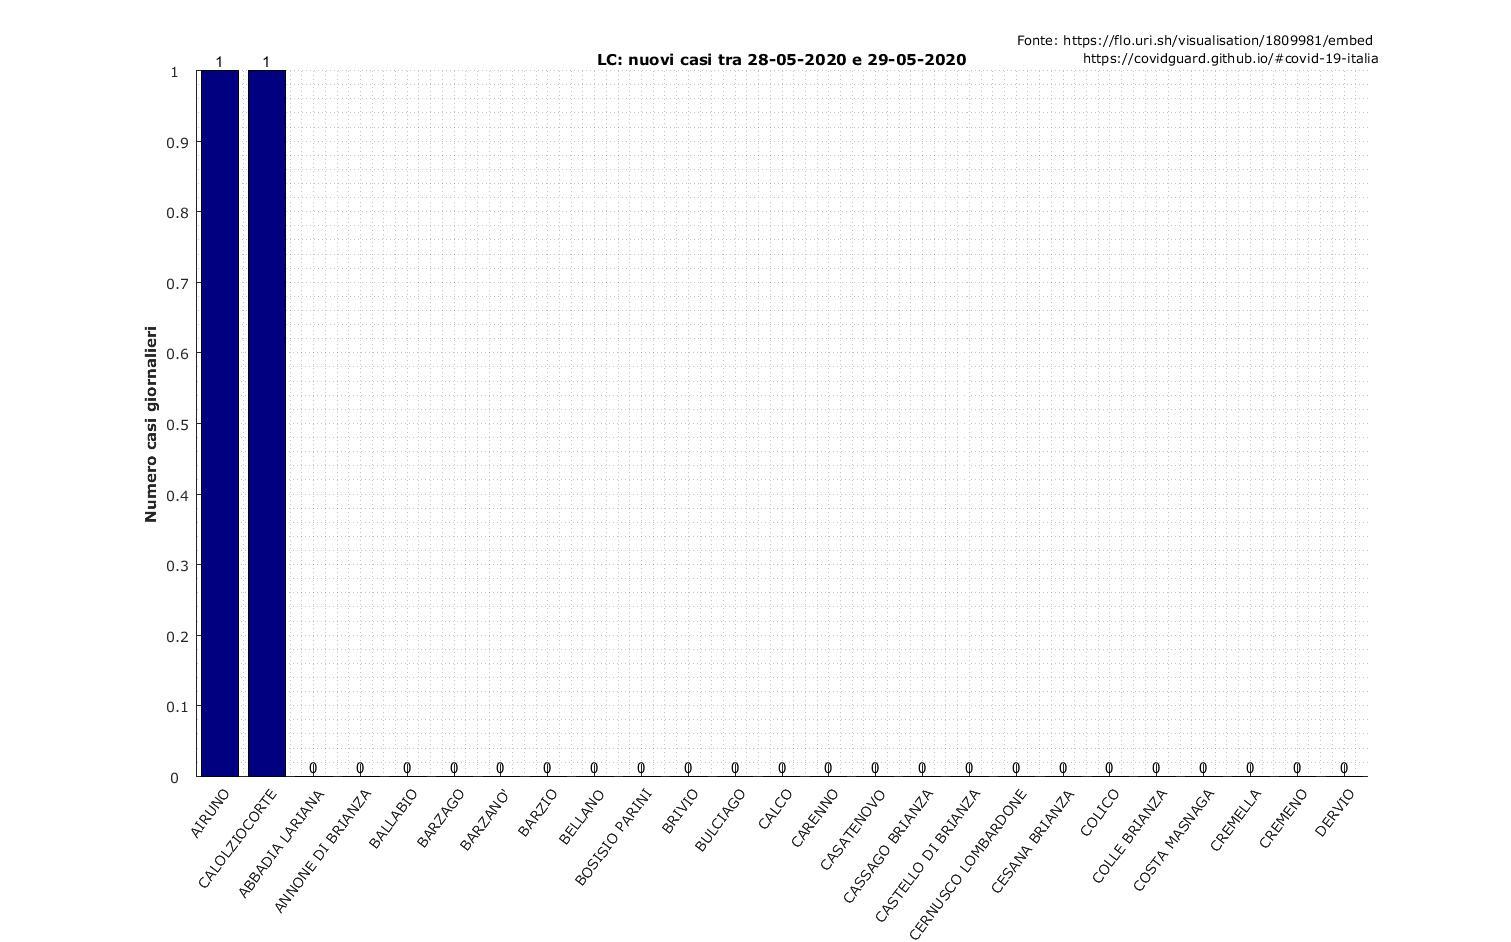 Fonte: https://flo.uri.sh/visualisation/1809981/embed
https://covidguard.github.io/#covid-19-italia
LC: nuovi casi tra 28-05-2020 e 29-05-2020
Numero casi giornalieri
1
0.9
0.8
0.7
0.6
0.5
0.4
0.3
0.2
0.1
0
1 1 0 0 0 0 0 0 0 0 0 0 0 0 0 0 0 0 0 0 0 0 0 0 0
AIRUNO
CALOLZIOCORTE
ABBADIA LARIANA
ANNONE DI BRIANZA
BALLABIO
BARZAGO
BARZANO'
BARZIO
BELLANO
BOSISIO PARINI
BRIVIO
BULCIAGO
CALCO
CARENNO
CASATENOVO
CASSAGO BRIANZA
CASTELLO DI BRIANZA
CERNUSCO LOMBARDONE
CESANA BRIANZA
COLICO
COLLE BRIANZA
COSTA MASNAGA
CREMELLA
CREMENO
DERVIO